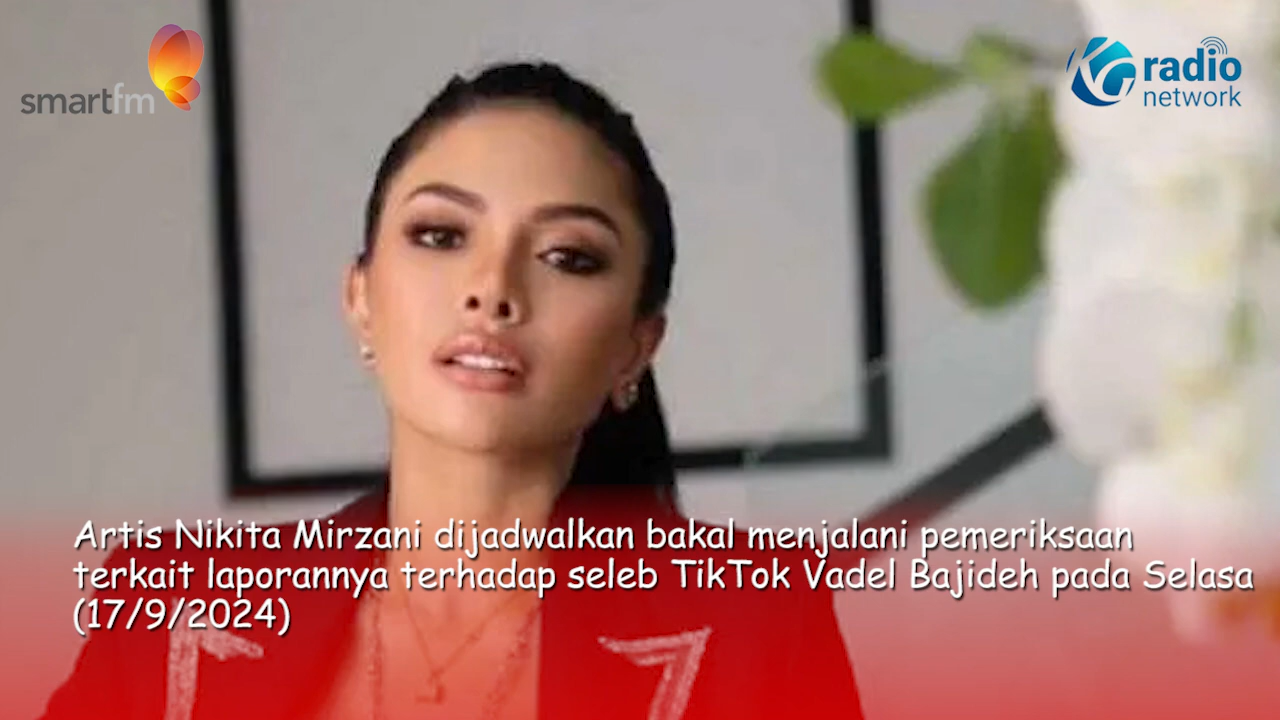 smartfm
KG radio
network
Artis Nikita Mirzani dijadwalkan bakal menjalani pemeriksaan
terkait laporannya terhadap seleb TikTok Vadel Bajideh pada Selasa
(17/9/2024)